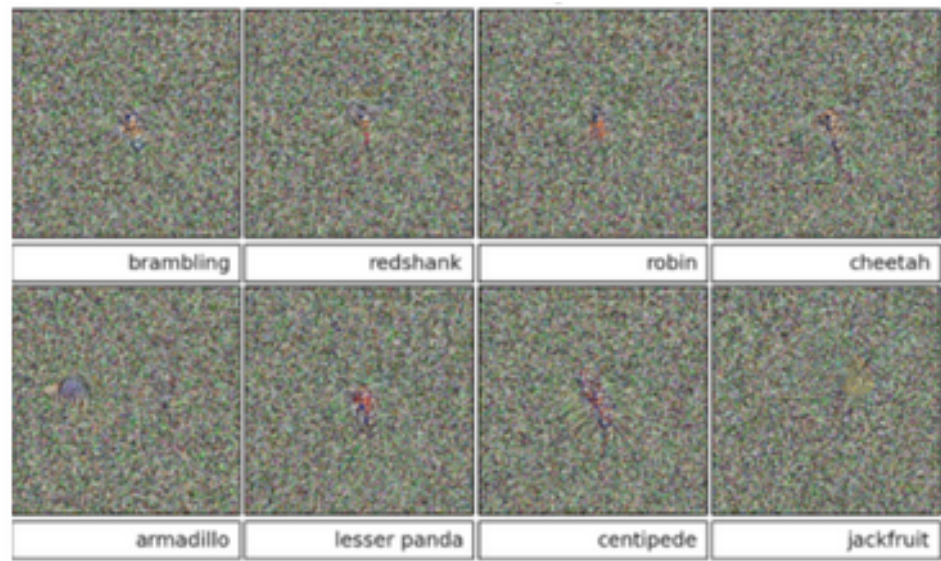 brambling redshank robin cheetah
armadillo lesser panda centipede jackfruit